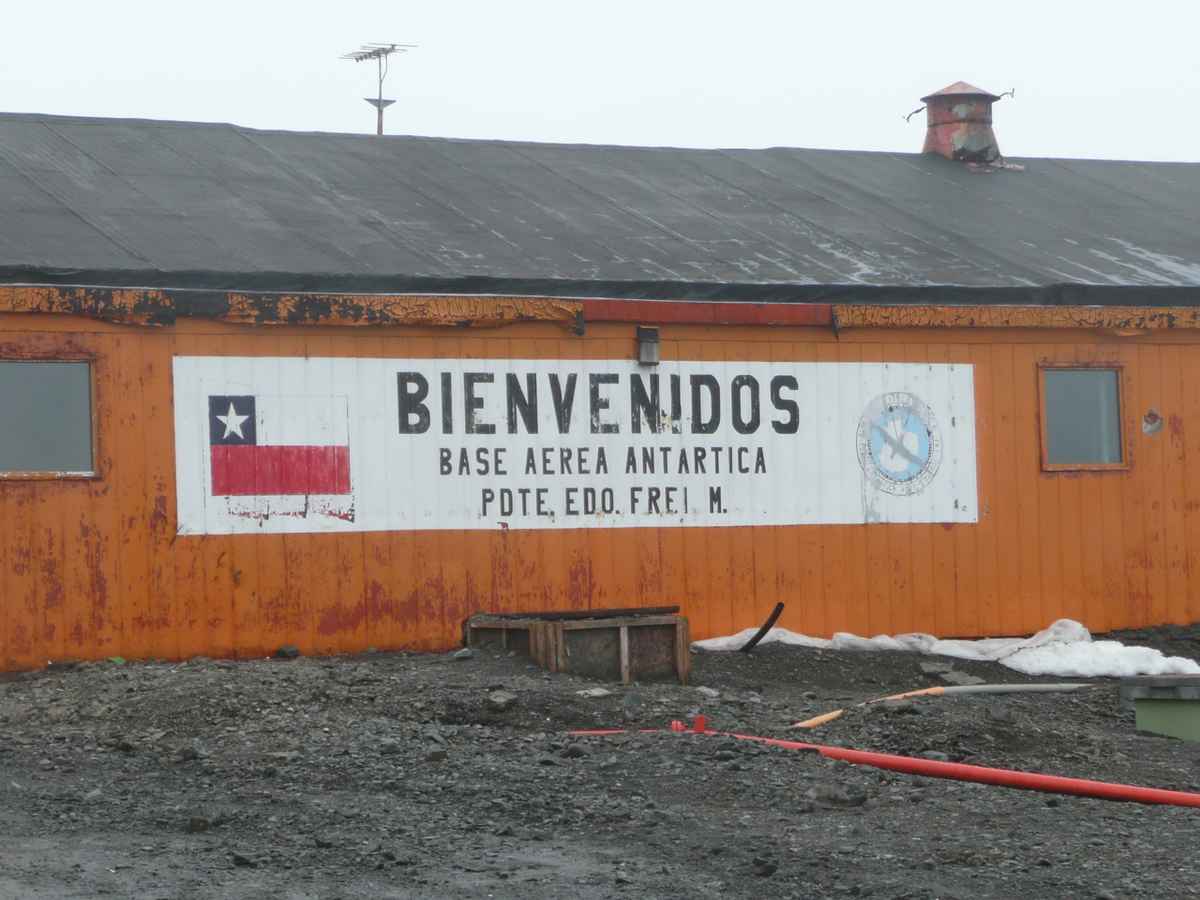 BIENVENIDOS
BASE AEREA ANTARTICA
PDTE. EDO. FREI M.